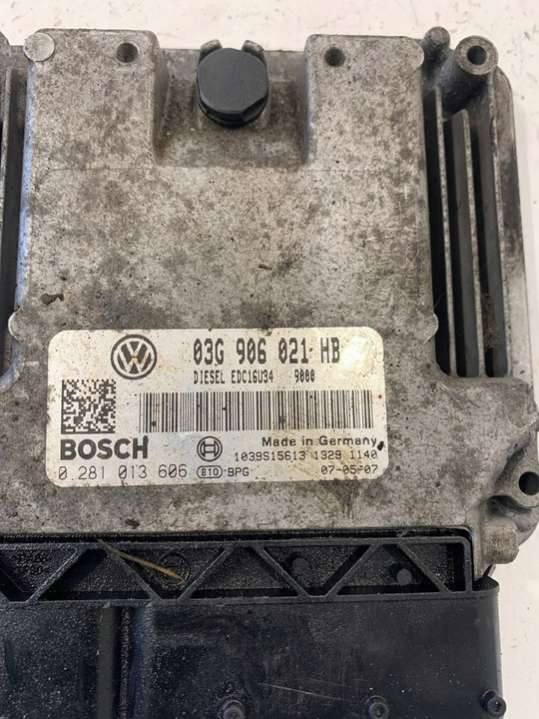 03G 906 021 HB
DIESEL EDC16U34 9000
BOSCH
Made in Germany
1039S15613 1329 1140
0 281 013 606 BPG 07-05-07